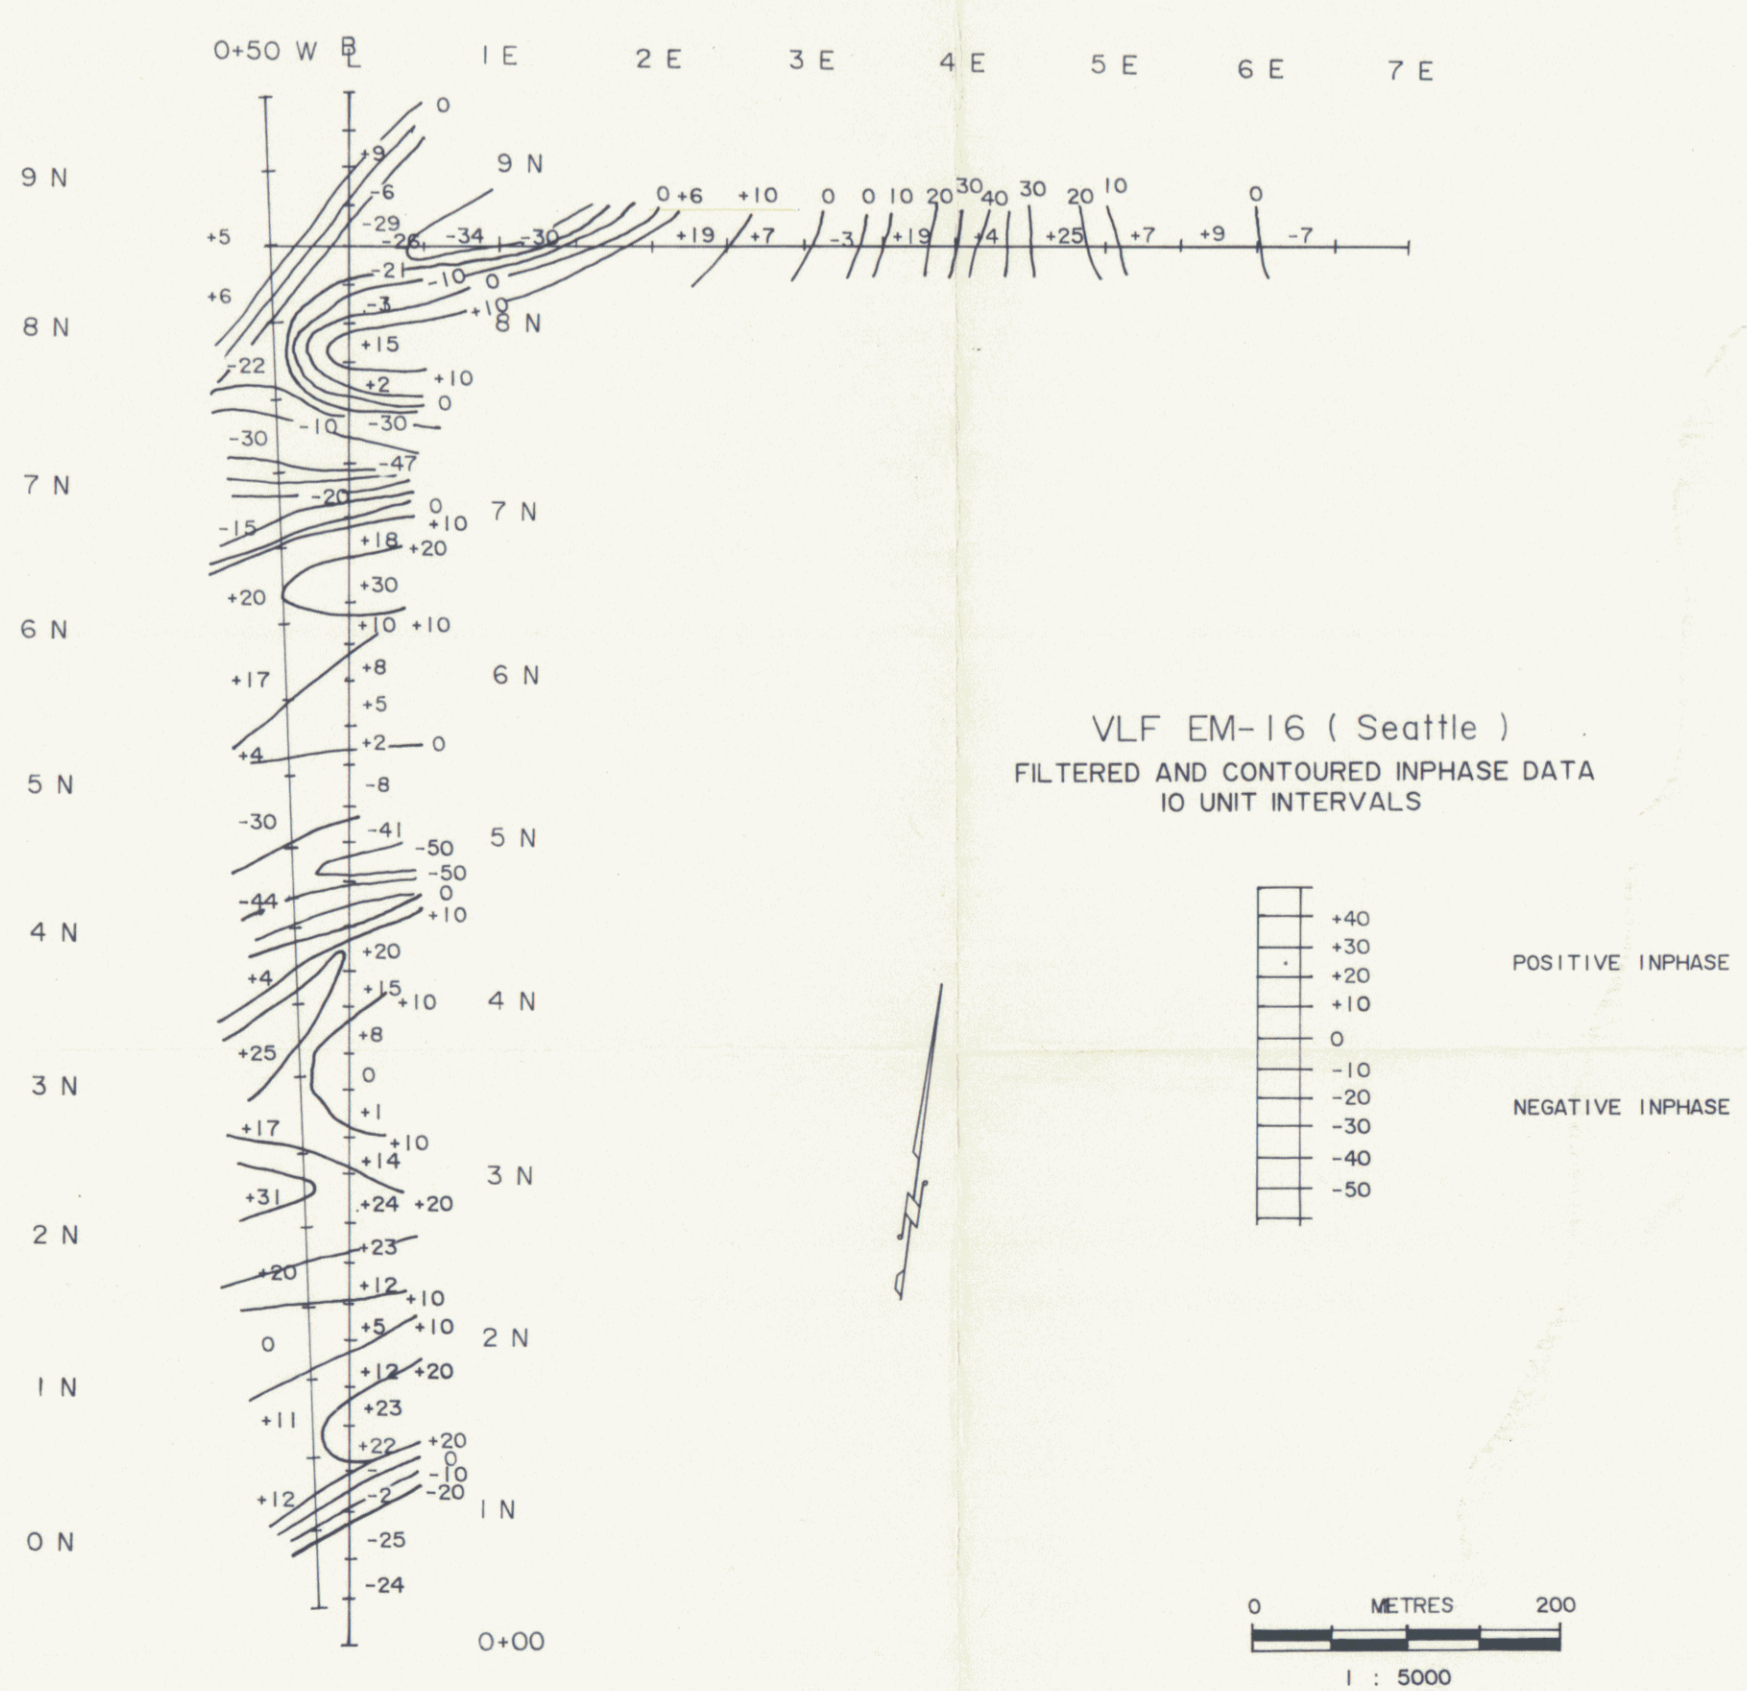 0+50 W BL 1 E 2 E 3 E 4 E 5 E 6 E 7 E
0
+9
9 N
9 N
-6
0 +6 +10 0 0 10 20 30 40 30 20 10 0
-29
+5 -26 -34 -30 +19 +7 -3 +19 +4 +25 +7 +9 -7
-21 -10 0
+6 -3 +10
8 N 8 N
+15
-22 +2 +10
0
-10 -30
-30
-47
7 N
-20 0 7 N
-15 +10
+18 +20
+20 +30
6 N +10 +10
+17 +8 6 N
+5
+4 +2 0
VLF EM-16 ( Seattle )
FILTERED AND CONTOURED INPHASE DATA
10 UNIT INTERVALS
5 N -8
-30 -41 5 N
-50
-50
-44 0
+10
4 N
+20
+4
+15 +10 4 N
+8
+25
0
3 N
+1
+17 +10
+14
3 N
+31 +24 +20
2 N
+23
+20
+12 +10
0 +5 +10 2 N
+12 +20
1 N
+11 +23
+22 +20
0
-10
+12 -2 -20
1 N
0 N -25
-24
0+00
+40
+30
POSITIVE INPHASE
+20
+10
0
-10
-20
NEGATIVE INPHASE
-30
-40
-50
0 METRES 200
1 : 5000